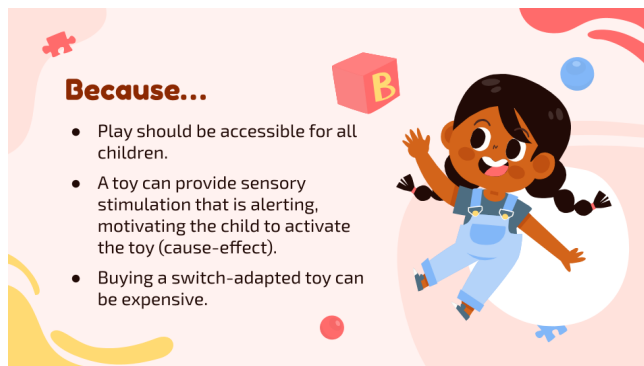 B
Because...
● Play should be accessible for all
children.
● A toy can provide sensory
stimulation that is alerting,
motivating the child to activate
the toy (cause-effect).
● Buying a switch-adapted toy can
be expensive.